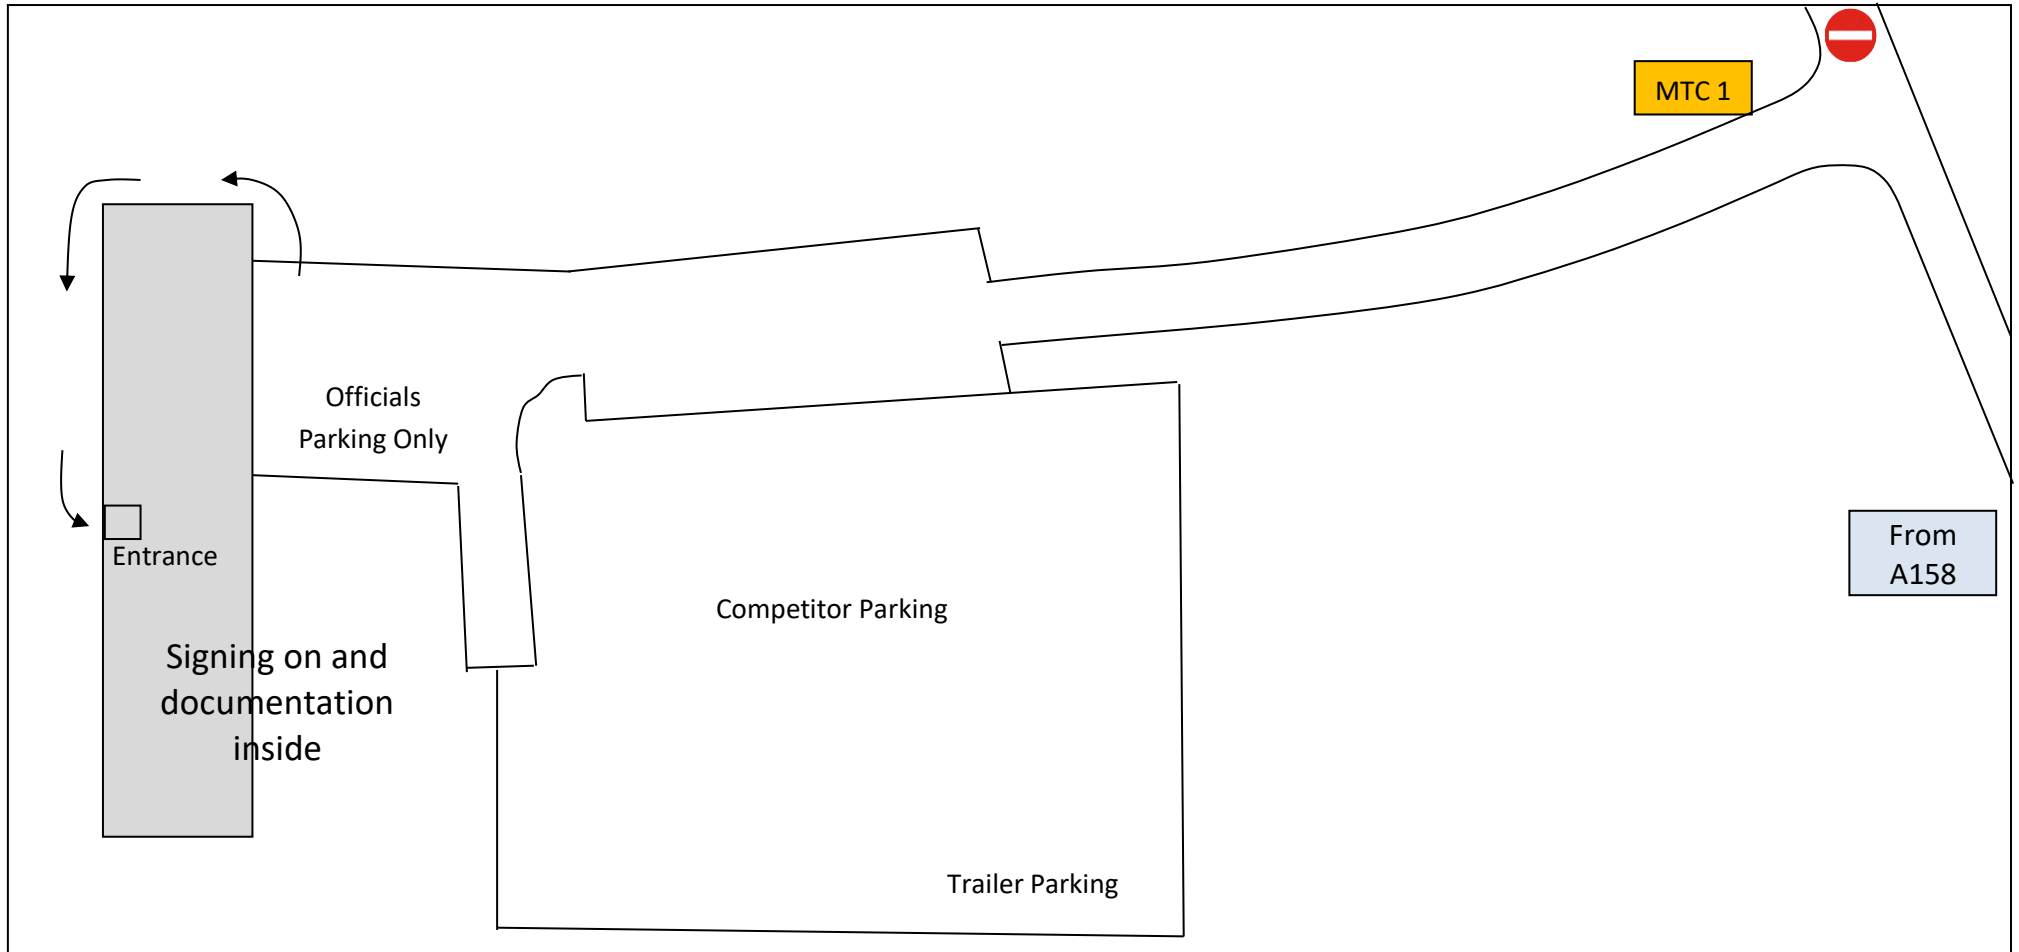 MTC 1
Officials
Parking Only
From
A158
Entrance
Competitor Parking
Signing on and
documentation
inside
Trailer Parking